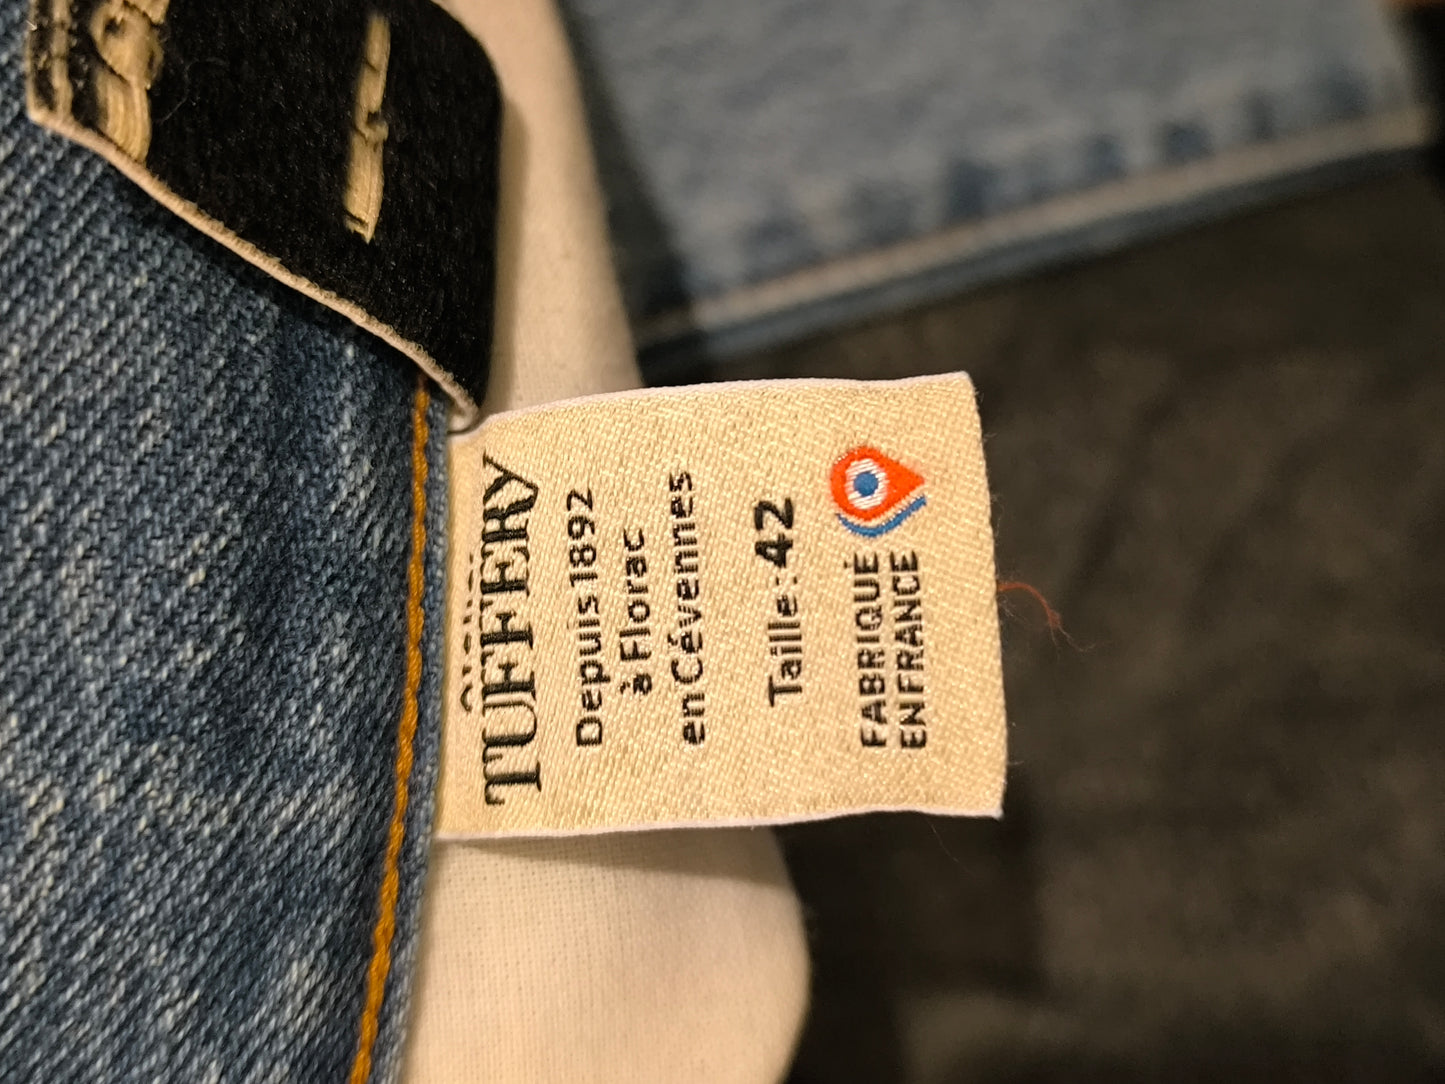 TUFFERY
Depuis 1892
à Florac
en Cévennes
Taille: 42
FABRIQUÉ
EN FRANCE